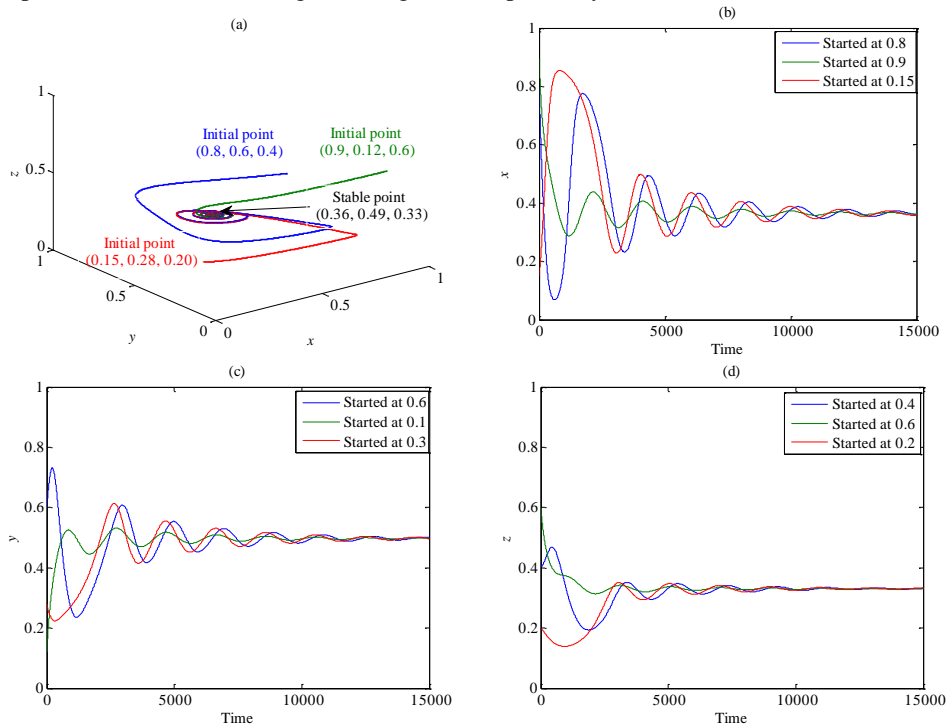 (a)
1
0.5
0
z
1
0.5
0
y
0
0.5
1
x
Initial point
(0.8, 0.6, 0.4)
Initial point
(0.9, 0.12, 0.6)
Stable point
(0.36, 0.49, 0.33)
Initial point
(0.15, 0.28, 0.20)
(b)
1
0.8
0.6
0.4
0.2
0
x
0
5000
10000
15000
Time
Started at 0.8
Started at 0.9
Started at 0.15
(c)
1
0.8
0.6
0.4
0.2
0
y
0
5000
10000
15000
Time
Started at 0.6
Started at 0.1
Started at 0.3
(d)
1
0.8
0.6
0.4
0.2
0
z
0
5000
10000
15000
Time
Started at 0.4
Started at 0.6
Started at 0.2